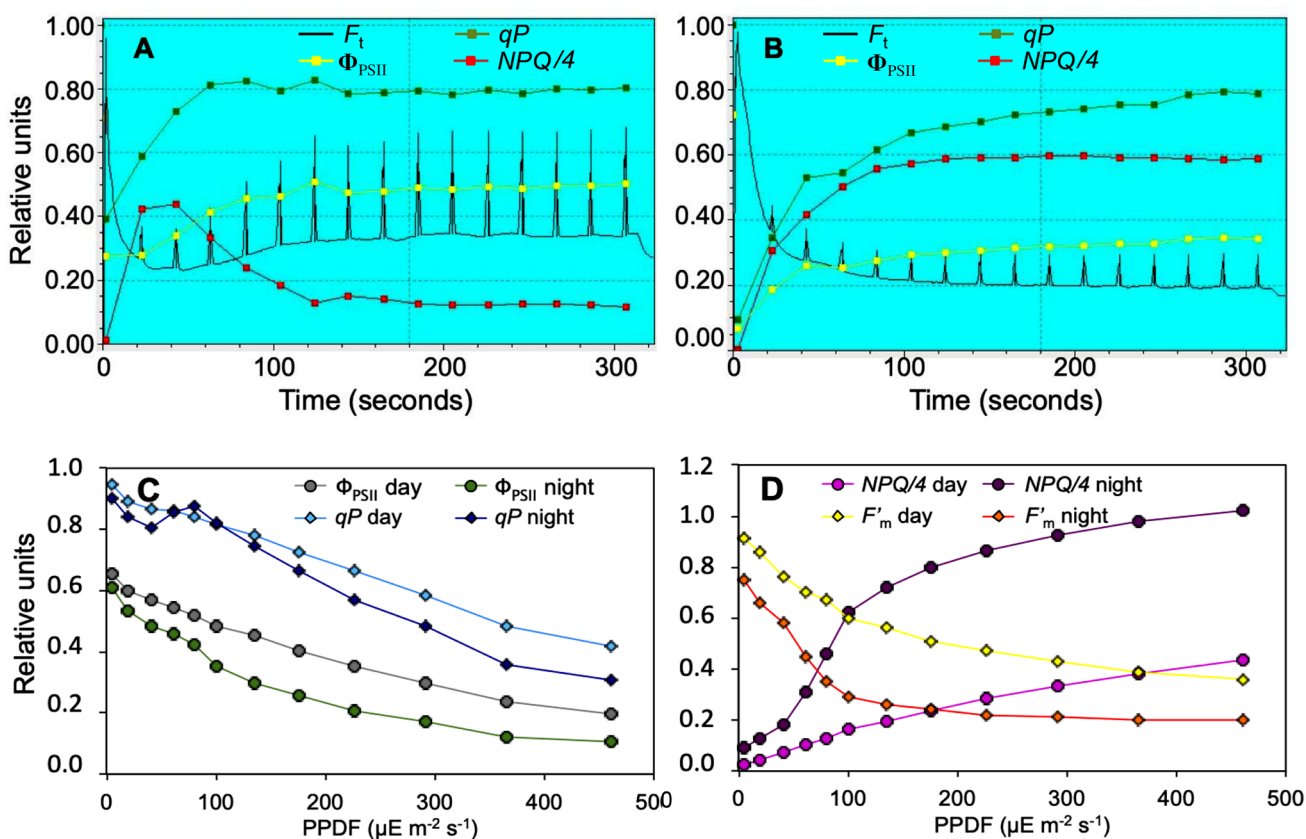 A
Ft
qP
ΦPSII
NPQ/4
Relative units
1.00
0.80
0.60
0.40
0.20
0.00
0
100
200
300
Time (seconds)
B
Ft
qP
ΦPSII
NPQ/4
1.00
0.80
0.60
0.40
0.20
0.00
0
100
200
300
Time (seconds)
C
ΦPSII day
ΦPSII night
qP day
qP night
Relative units
1.0
0.8
0.6
0.4
0.2
0.0
0
100
200
300
400
500
PPDF (µE m-2 s-1)
D
NPQ/4 day
NPQ/4 night
F'm day
F'm night
1.2
1.0
0.8
0.6
0.4
0.2
0.0
0
100
200
300
400
500
PPDF (µE m-2 s-1)